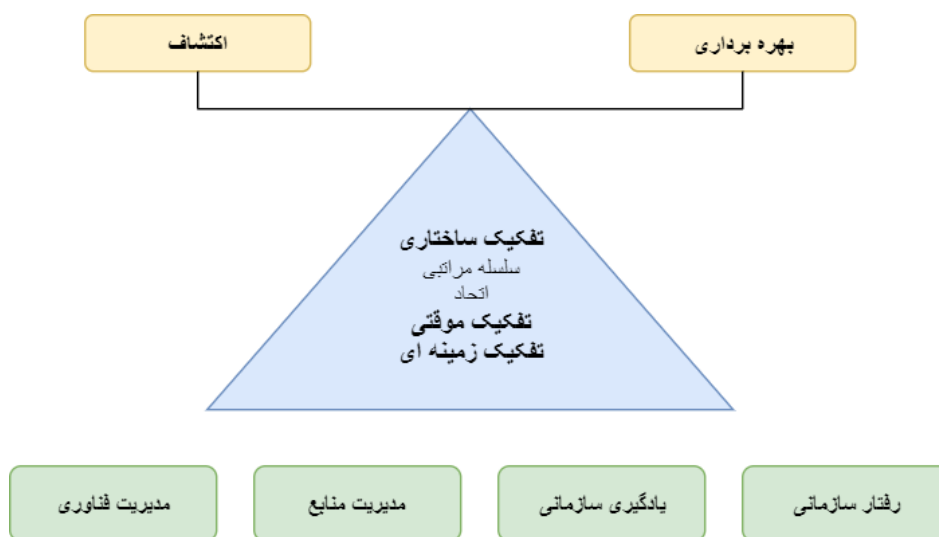 بهره برداری
اکتشاف
تفکیک ساختاری
سلسله مراتبی
اتحاد
تفکیک موقتی
تفکیک زمینه ای
رفتار سازمانی
یادگیری سازمانی
مدیریت منابع
مدیریت فناوری